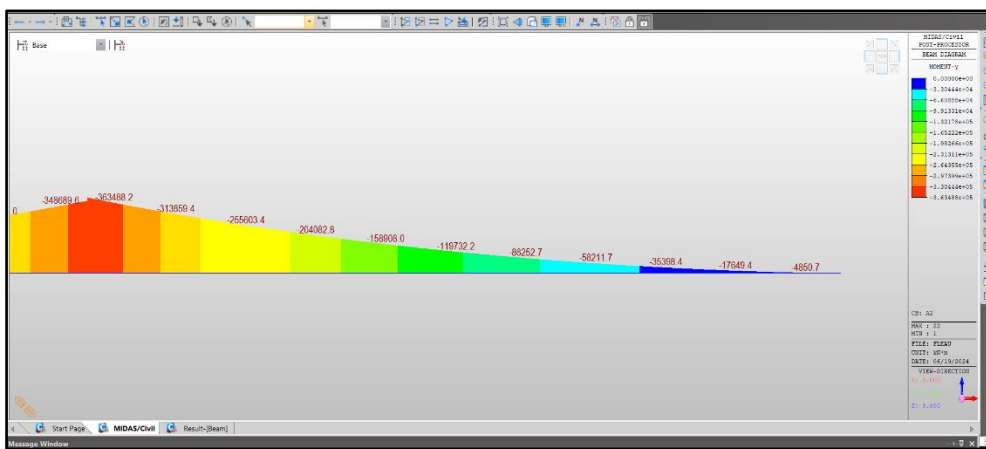 Base
MIDAS/Civil
POST-PROCESSOR
BEAM DIAGRAM
MOMENT-y
0.00000e+00
-3.30444e+04
-6.60888e+04
-9.91331e+04
-1.32178e+05
-1.65222e+05
-1.98266e+05
-2.31311e+05
-2.64355e+05
-2.97399e+05
-3.30444e+05
-3.63488e+05
0
-348689.6
-363488.2
-313859.4
-255603.4
-204082.8
-158908.0
-119732.2
-58211.7
-35398.4
-17649.4
-4850.7
CB: A2
MAX : 22
MIN : 1
FILE: FLEAU
UNIT: kN·m
DATE: 06/19/2024
VIEW-DIRECTION
Z: 0.000
Start Page
MIDAS/Civil
Result-[Beam]
Message Window